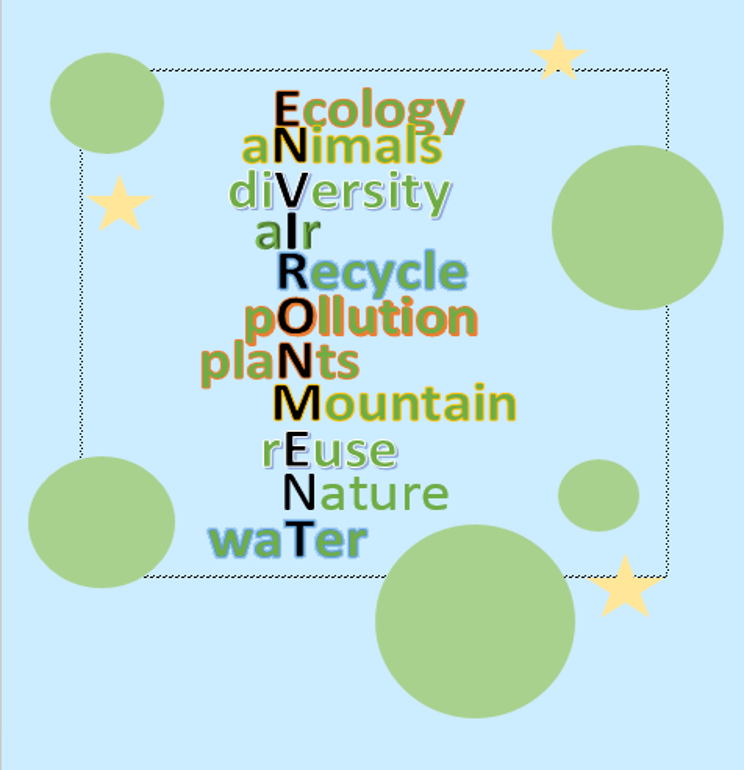 Ecology
aNimals
diVersity
aIr
Recycle
pOllution
plaNts
Mountain
rEuse
Nature
waTer